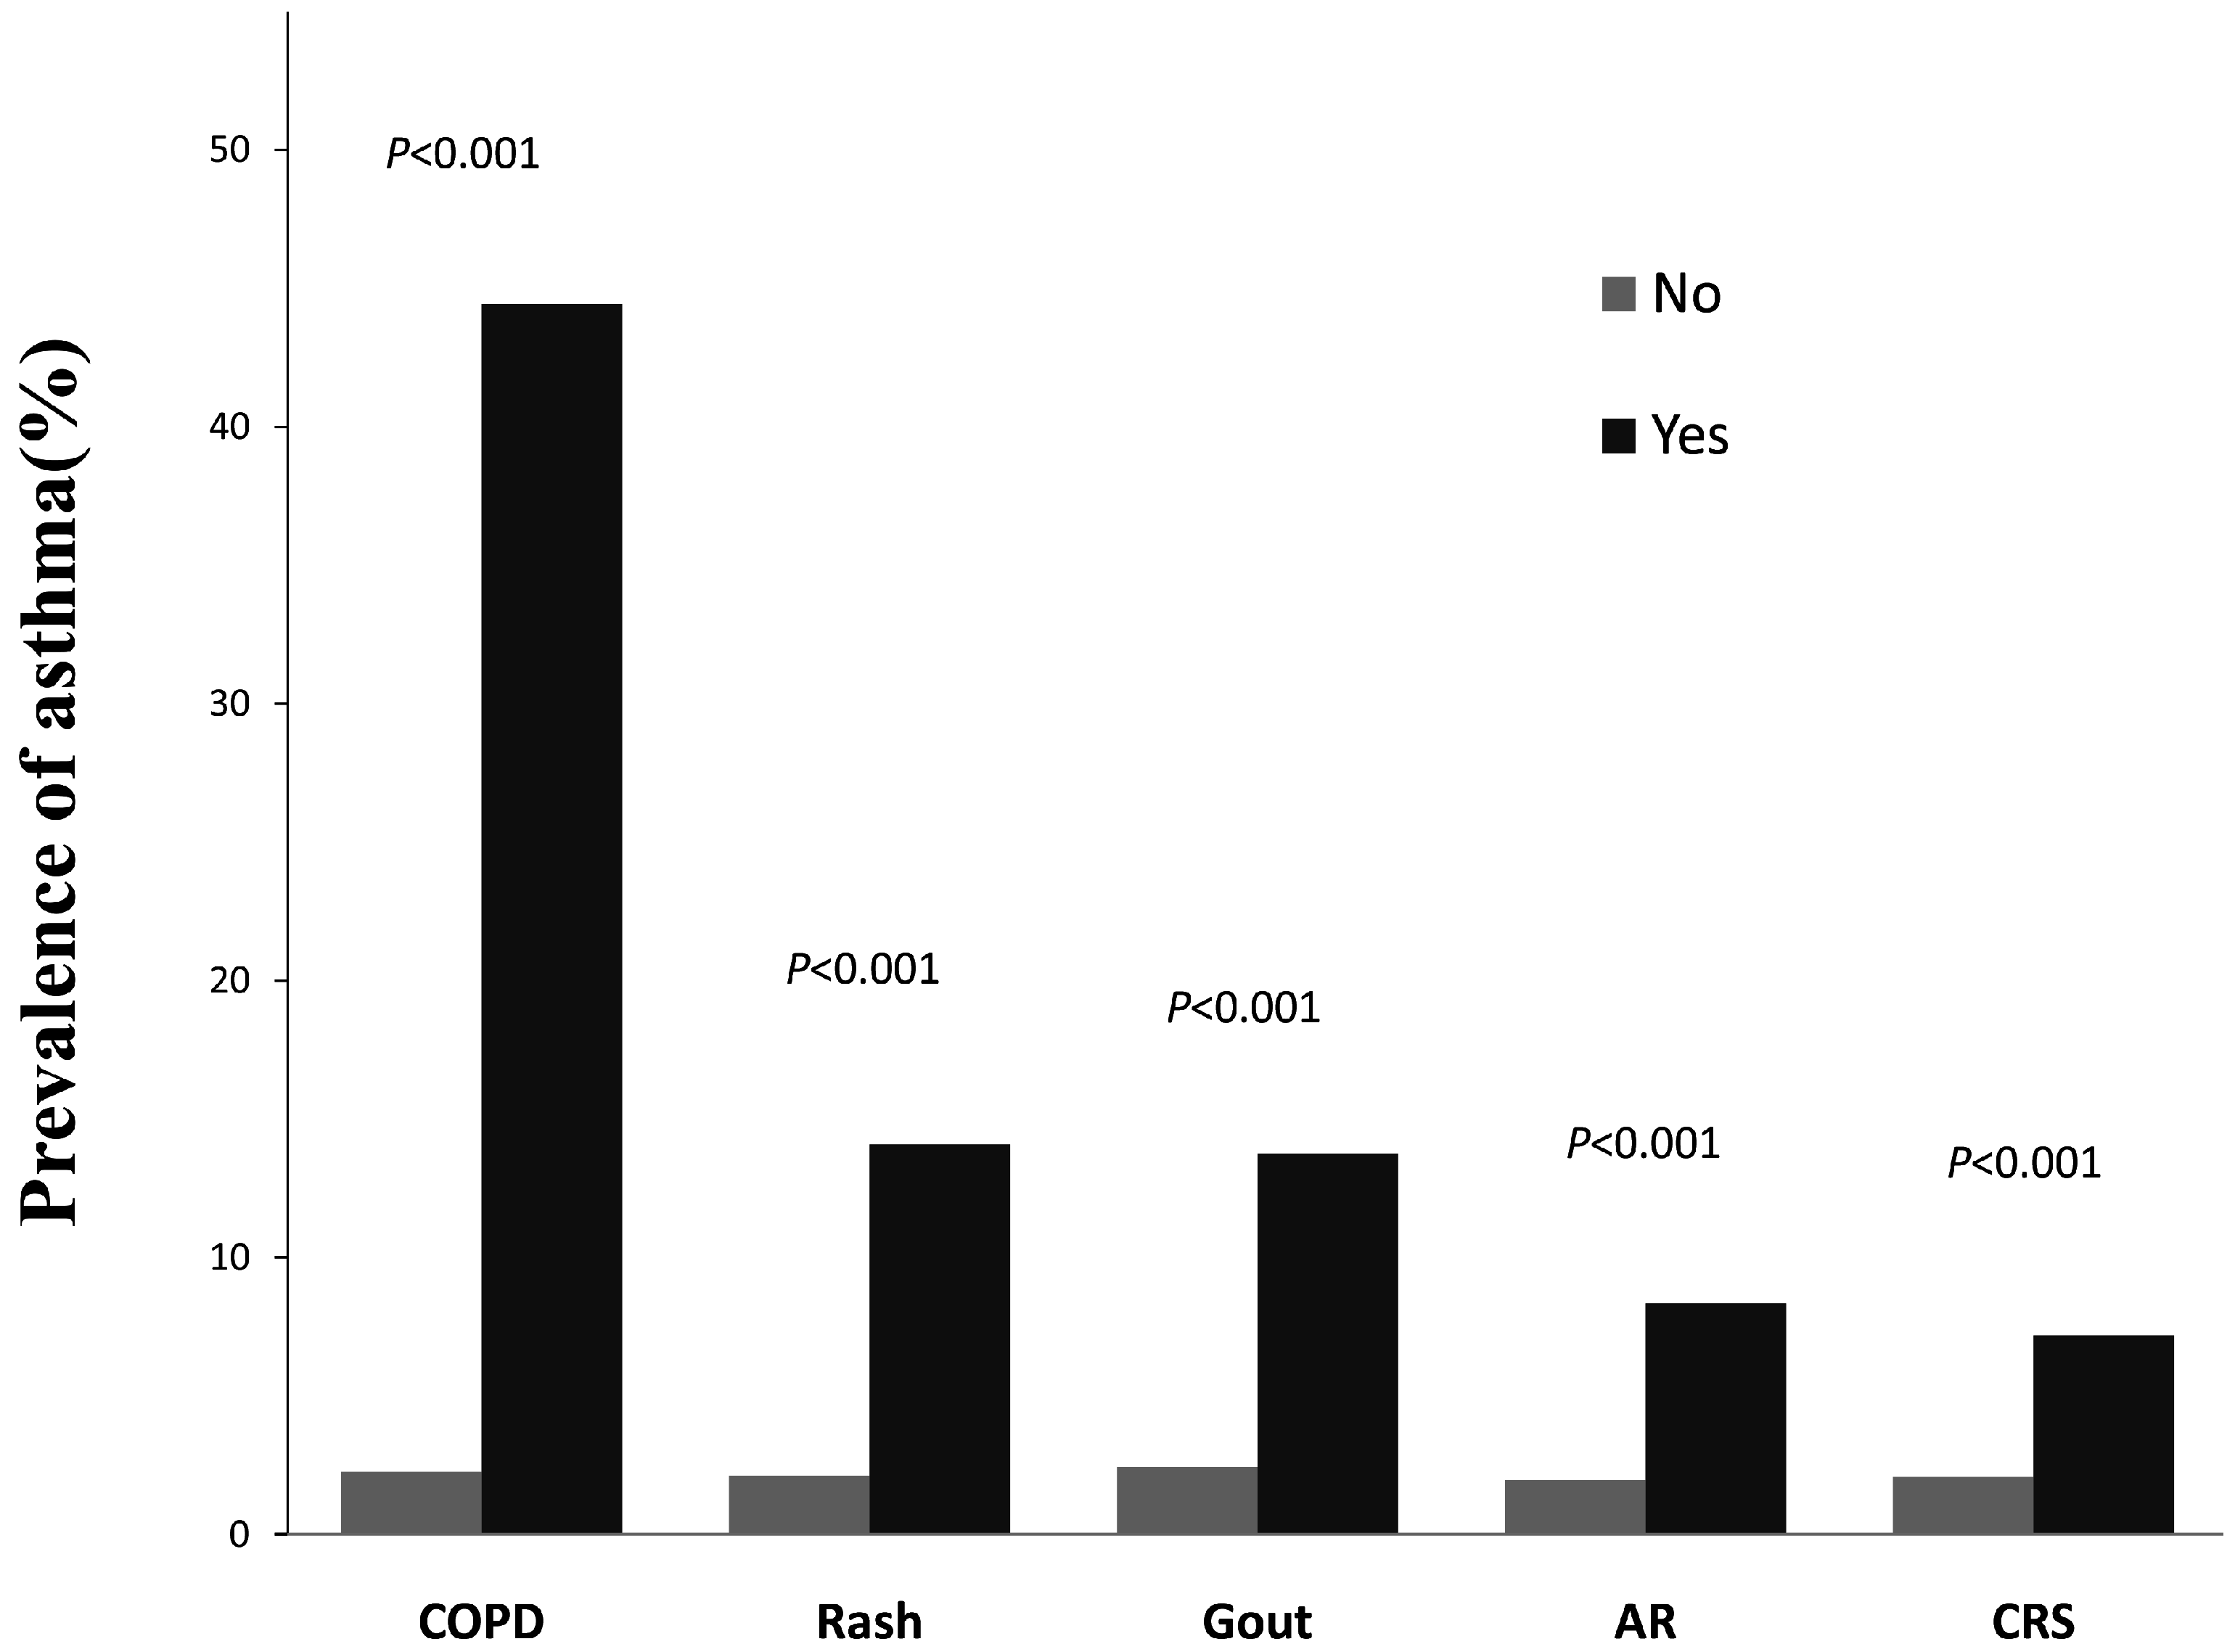 Prevalence of asthma(%)
50
40
30
20
10
0
P<0.001
P<0.001
P<0.001
P<0.001
P<0.001
No
Yes
COPD
Rash
Gout
AR
CRS